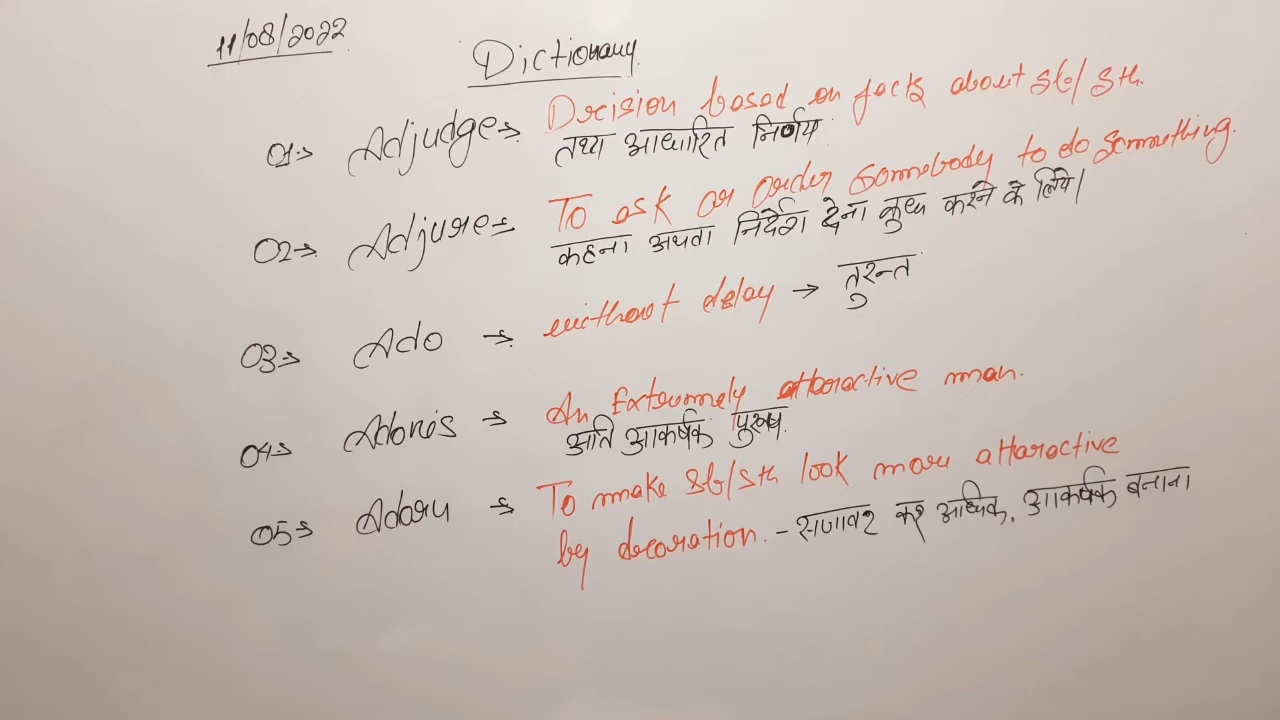 11/08/2022
Dictionary
01⇒ Adjudge⇒ Decision based on facts about sb/sth.
तथ्य आधारित निर्णय
02⇒ Adjure⇒ To ask or order somebody to do something.
कहना अथवा निर्देश देना कुछ करने के लिये।
03⇒ Ado ⇒ without delay → तुरन्त
04⇒ Adonis ⇒ An Extremely attaractive man.
अति आकर्षक पुरुष
05⇒ Adorn ⇒ To make sb/sth look more attaractive
by decoration. - सजावट कर अधिक, आकर्षक बनाना